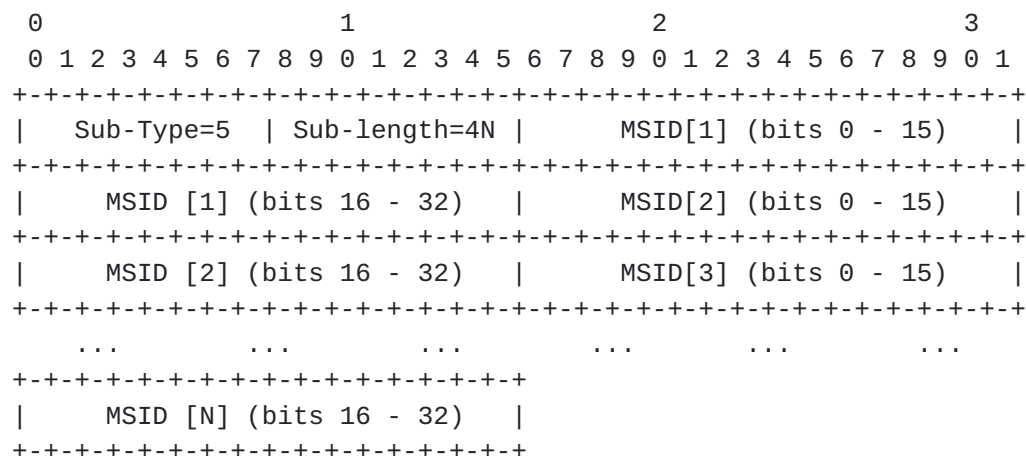 0                   1                   2                   3
 0 1 2 3 4 5 6 7 8 9 0 1 2 3 4 5 6 7 8 9 0 1 2 3 4 5 6 7 8 9 0 1
+-+-+-+-+-+-+-+-+-+-+-+-+-+-+-+-+-+-+-+-+-+-+-+-+-+-+-+-+-+-+-+-+
|   Sub-Type=5  | Sub-length=4N |      MSID[1] (bits 0 - 15)    |
+-+-+-+-+-+-+-+-+-+-+-+-+-+-+-+-+-+-+-+-+-+-+-+-+-+-+-+-+-+-+-+-+
|     MSID [1] (bits 16 - 32)   |      MSID[2] (bits 0 - 15)    |
+-+-+-+-+-+-+-+-+-+-+-+-+-+-+-+-+-+-+-+-+-+-+-+-+-+-+-+-+-+-+-+-+
|     MSID [2] (bits 16 - 32)   |      MSID[3] (bits 0 - 15)    |
+-+-+-+-+-+-+-+-+-+-+-+-+-+-+-+-+-+-+-+-+-+-+-+-+-+-+-+-+-+-+-+-+
    ...        ...        ...        ...       ...        ...
+-+-+-+-+-+-+-+-+-+-+-+-+-+-+-+-+
|     MSID [N] (bits 16 - 32)   |
+-+-+-+-+-+-+-+-+-+-+-+-+-+-+-+-+